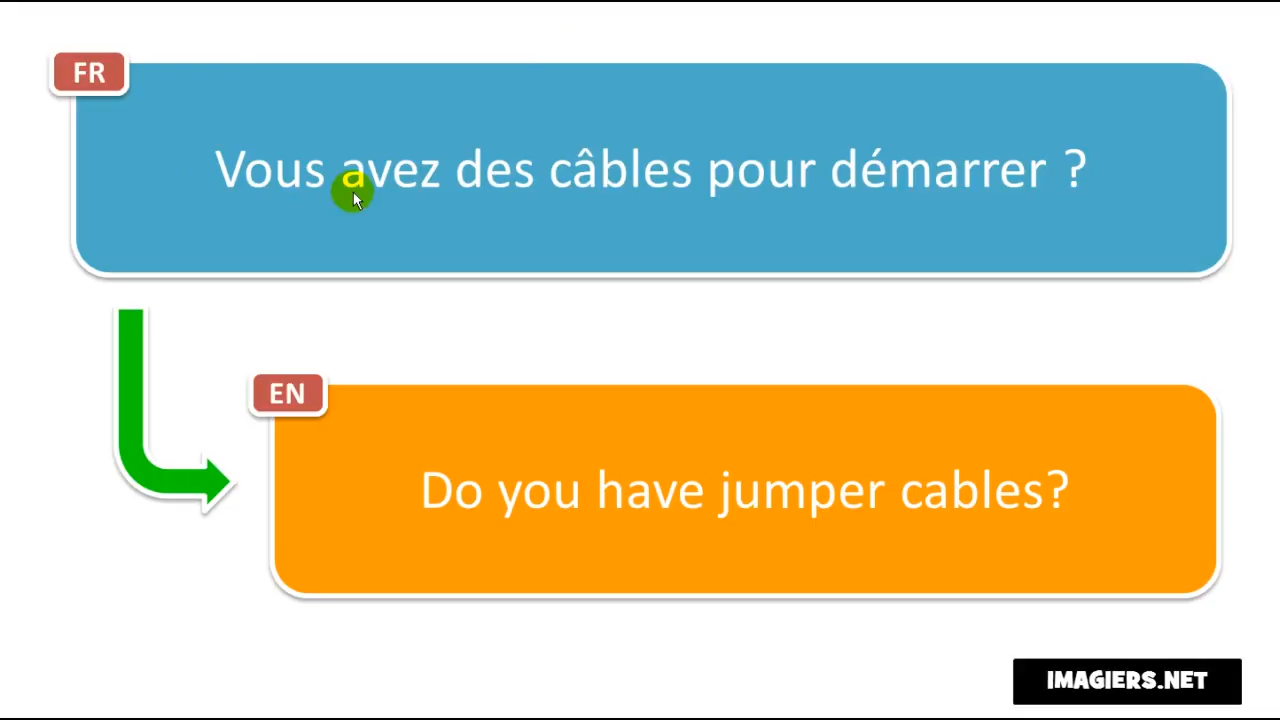 FR
Vous avez des câbles pour démarrer ?
EN
Do you have jumper cables?
IMAGIERS.NET